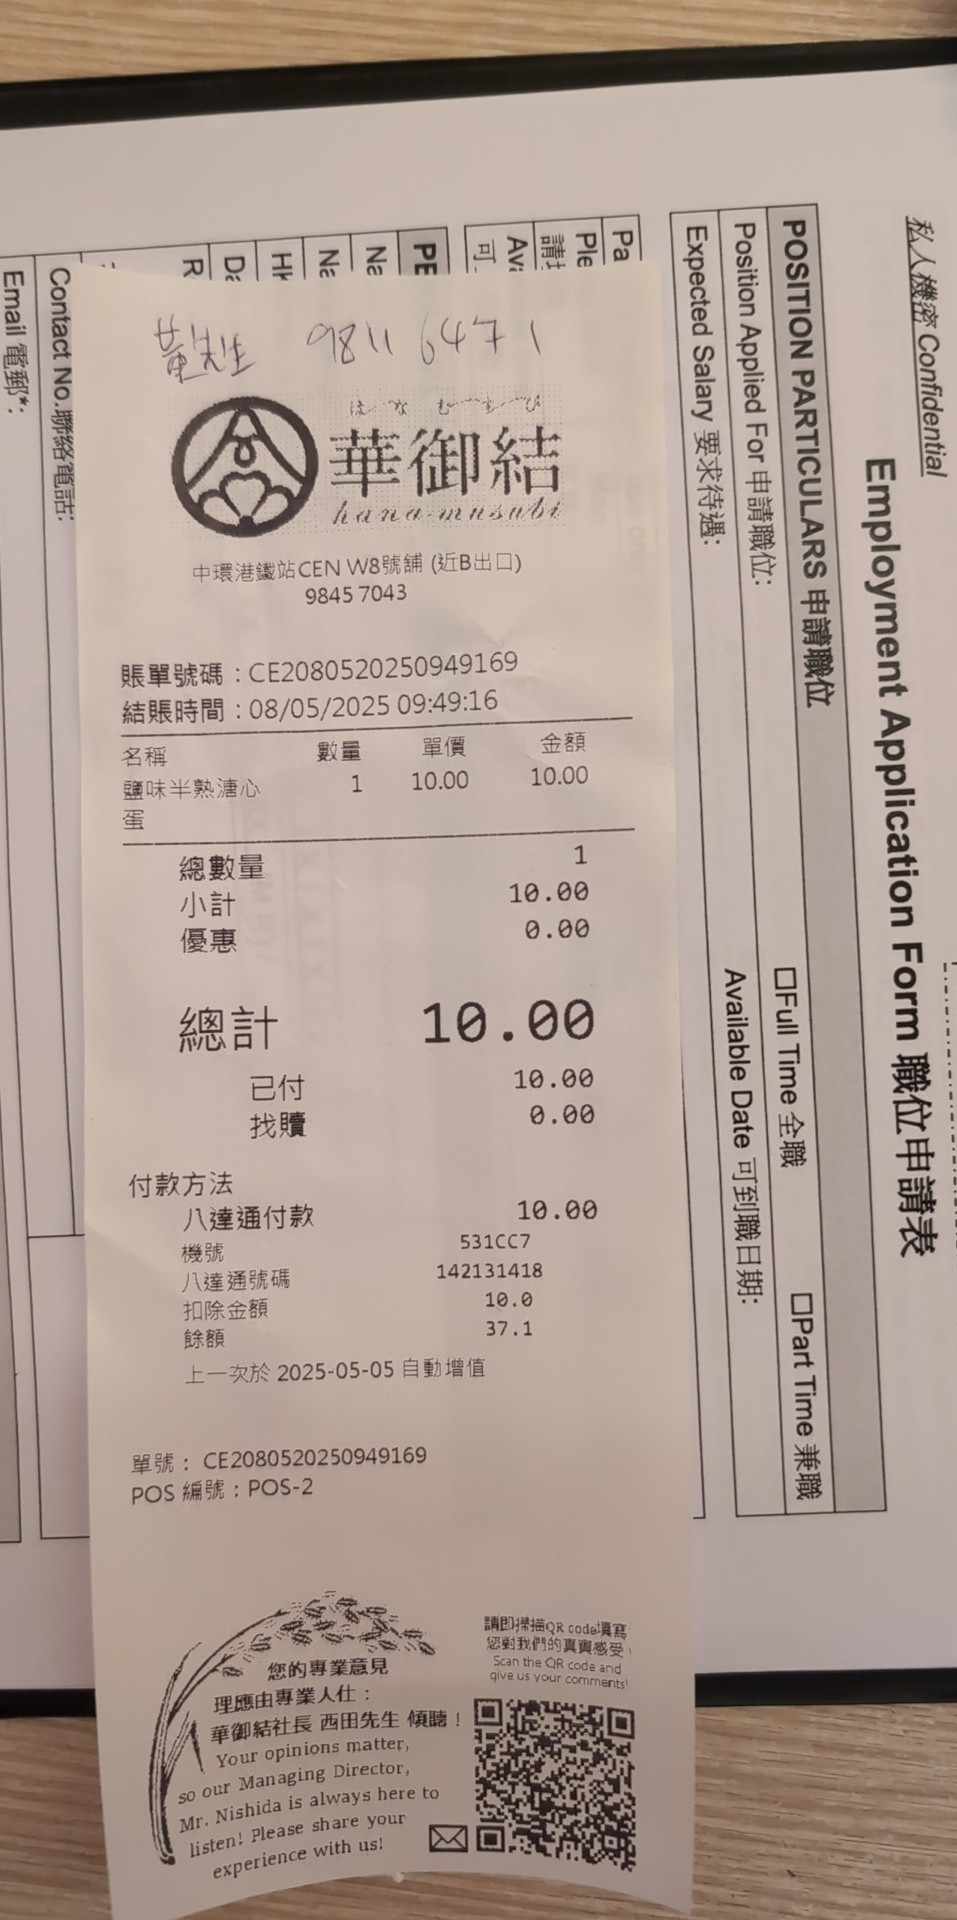 黃先生 9811 6471
はなむすび
華御結
hana-musubi
中環港鐵站CEN W8號舖 (近B出口)
9845 7043
賬單號碼：CE2080520250949169
結賬時間：08/05/2025 09:49:16
名稱 數量 單價 金額
鹽味半熟溏心 1 10.00 10.00
蛋
總數量 1
小計 10.00
優惠 0.00
總計 10.00
已付 10.00
找贖 0.00
付款方法
八達通付款 10.00
機號 531CC7
八達通號碼 142131418
扣除金額 10.0
餘額 37.1
上一次於 2025-05-05 自動增值
單號： CE2080520250949169
POS 編號：POS-2
您的專業意見
理應由專業人仕：
華御結社長 西田先生 傾聽！
Your opinions matter,
so our Managing Director,
Mr. Nishida is always here to
listen! Please share your
experience with us!
請即掃描QR code填寫
您對我們的真實感受！
Scan the QR code and
give us your comments!
私人機密 Confidential
Employment Application Form 職位申請表
POSITION PARTICULARS 申請職位
Position Applied For 申請職位: □Full Time 全職 □Part Time 兼職
Expected Salary 要求待遇: Available Date 可到職日期:
Pa
Ple
請
Ava
可
PE
Na
Na
HK
Da
R
Contact No.聯絡電話:
Email 電郵*: